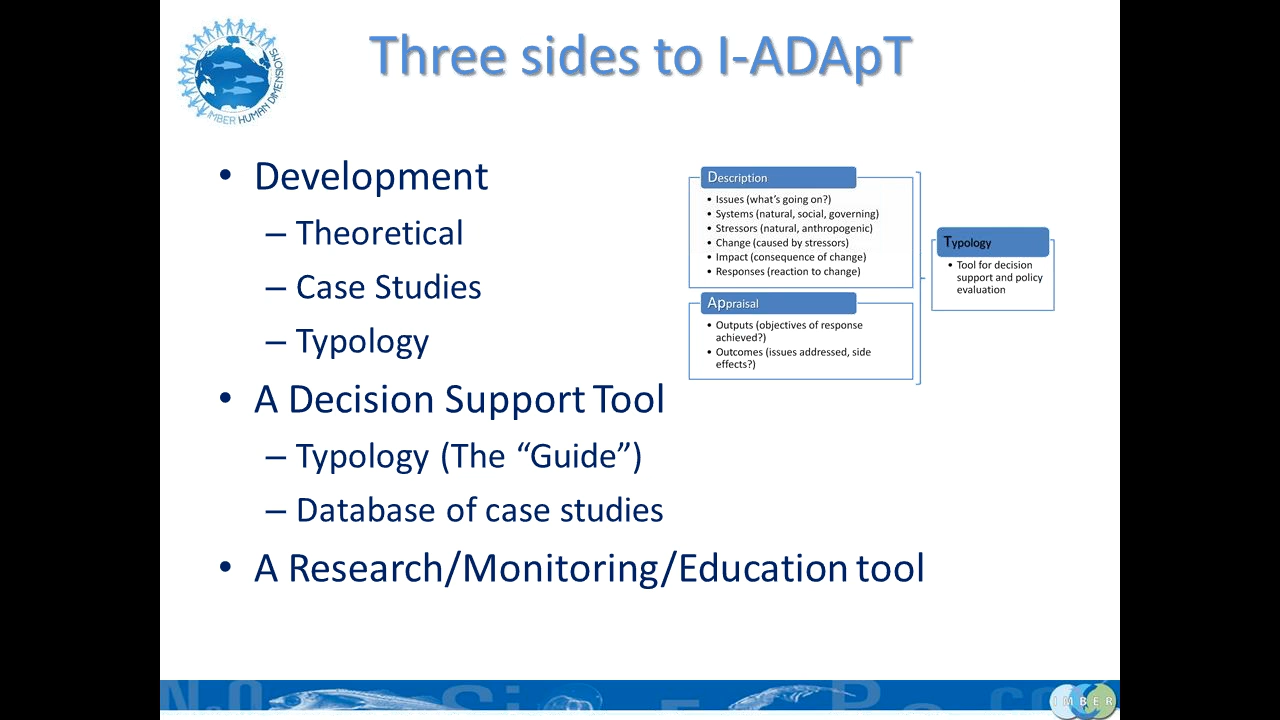 Three sides to I-ADApT
IMBER HUMAN DIMENSIONS
• Development
– Theoretical
– Case Studies
– Typology
• A Decision Support Tool
– Typology (The “Guide”)
– Database of case studies
• A Research/Monitoring/Education tool
Description
• Issues (what’s going on?)
• Systems (natural, social, governing)
• Stressors (natural, anthropogenic)
• Change (caused by stressors)
• Impact (consequence of change)
• Responses (reaction to change)
Appraisal
• Outputs (objectives of response
achieved?)
• Outcomes (issues addressed, side
effects?)
Typology
• Tool for decision
support and policy
evaluation
Si
IMBER